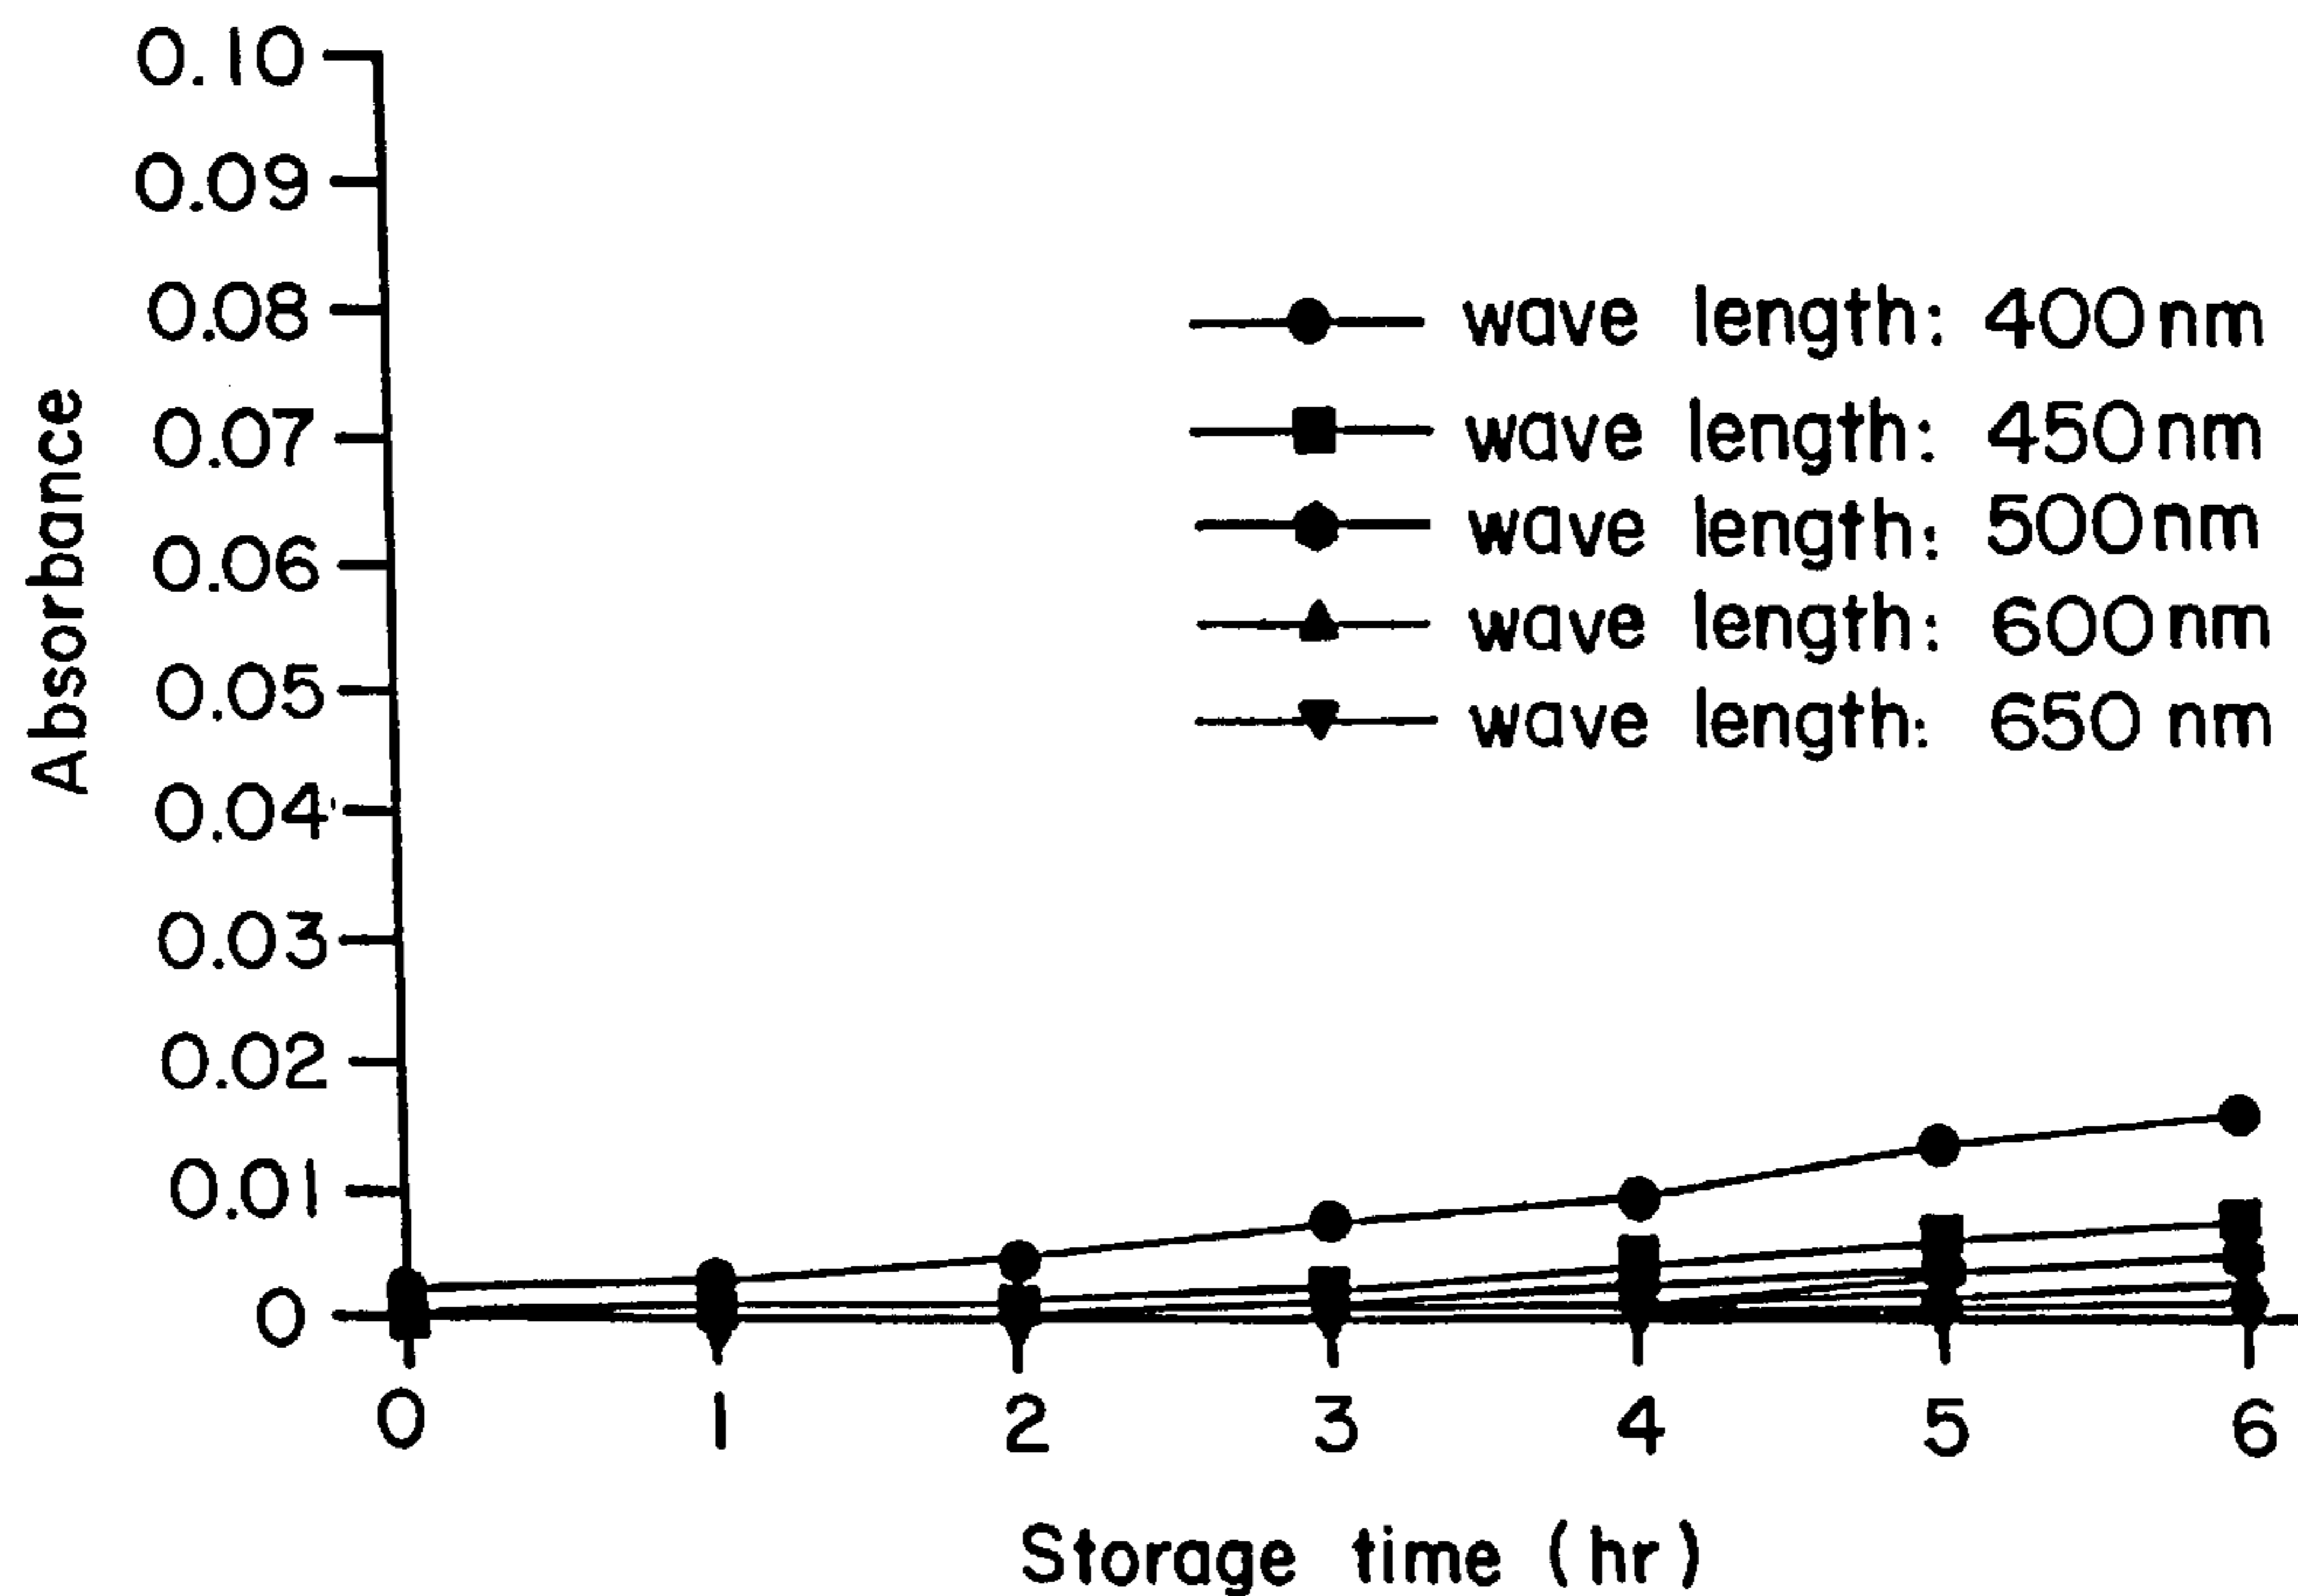 0.10
0.09
0.08
0.07
0.06
0.05
0.04
0.03
0.02
0.01
0
Absorbance
wave length: 400nm
wave length: 450nm
wave length: 500nm
wave length: 600nm
wave length: 650 nm
0 1 2 3 4 5 6
Storage time (hr)